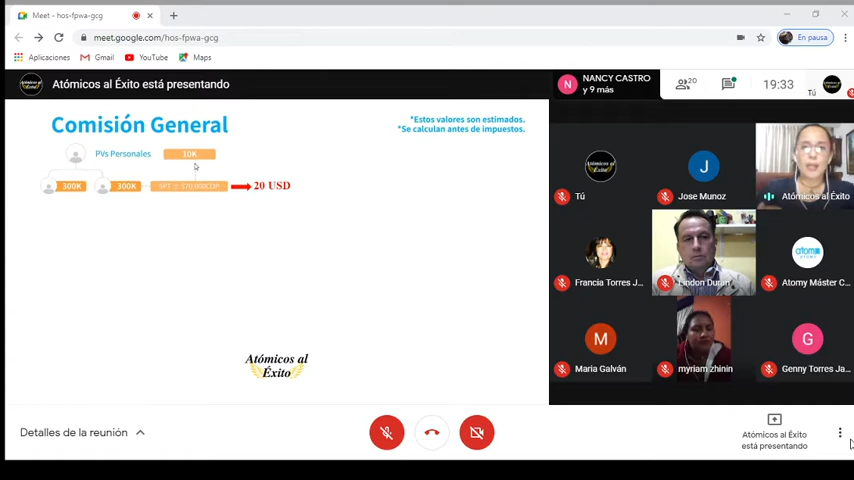 Meet - hos-fpwa-gcg
meet.google.com/hos-fpwa-gcg
En pausa
Aplicaciones
Gmail
YouTube
Maps
Atómicos al Éxito está presentando
NANCY CASTRO
y 9 más
20
19:33
Tú
Comisión General
*Estos valores son estimados.
*Se calculan antes de impuestos.
PVs Personales
10K
300K
300K
20 USD
Atómicos al
Éxito
Atómicos al
Éxito
Tú
J
Jose Munoz
Atómicos al Éxito
Francia Torres J...
Lindon Duran
atomy
Atomy Máster C...
M
Maria Galván
myriam zhinin
G
Genny Torres Ja...
Detalles de la reunión
Atómicos al Éxito
está presentando